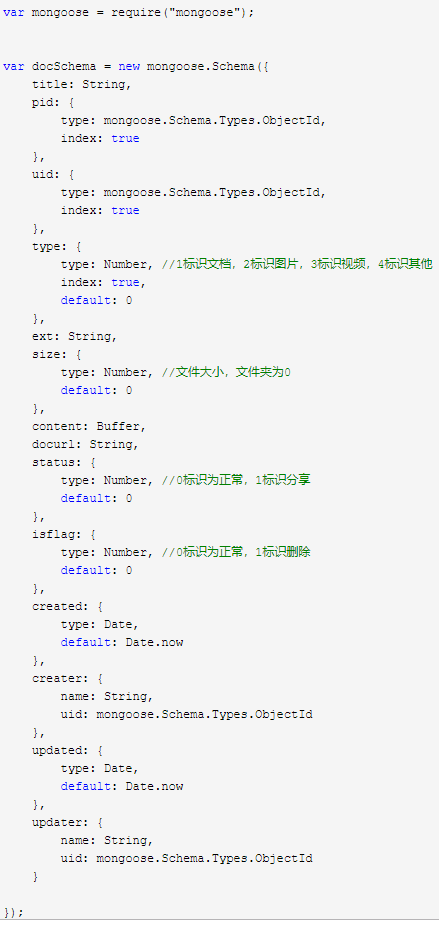 var mongoose = require("mongoose");
var docSchema = new mongoose.Schema({
    title: String,
    pid: {
        type: mongoose.Schema.Types.ObjectId,
        index: true
    },
    uid: {
        type: mongoose.Schema.Types.ObjectId,
        index: true
    },
    type: {
        type: Number, //1标识文档，2标识图片，3标识视频，4标识其他
        index: true,
        default: 0
    },
    ext: String,
    size: {
        type: Number, //文件大小，文件夹为0
        default: 0
    },
    content: Buffer,
    docurl: String,
    status: {
        type: Number, //0标识为正常，1标识分享
        default: 0
    },
    isflag: {
        type: Number, //0标识为正常，1标识删除
        default: 0
    },
    created: {
        type: Date,
        default: Date.now
    },
    creater: {
        name: String,
        uid: mongoose.Schema.Types.ObjectId
    },
    updated: {
        type: Date,
        default: Date.now
    },
    updater: {
        name: String,
        uid: mongoose.Schema.Types.ObjectId
    }
});